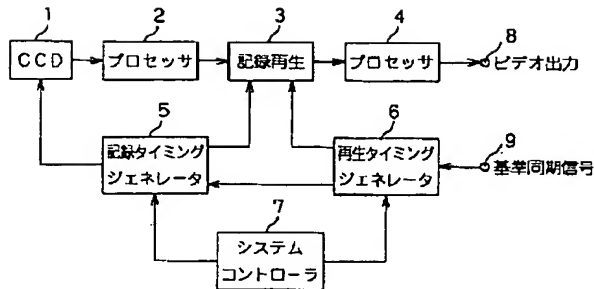 1
2
3
4
CCD
プロセッサ
記録再生
プロセッサ
8
ビデオ出力
5
6
記録タイミング
ジェネレータ
再生タイミング
ジェネレータ
9
基準同期信号
7
システム
コントローラ